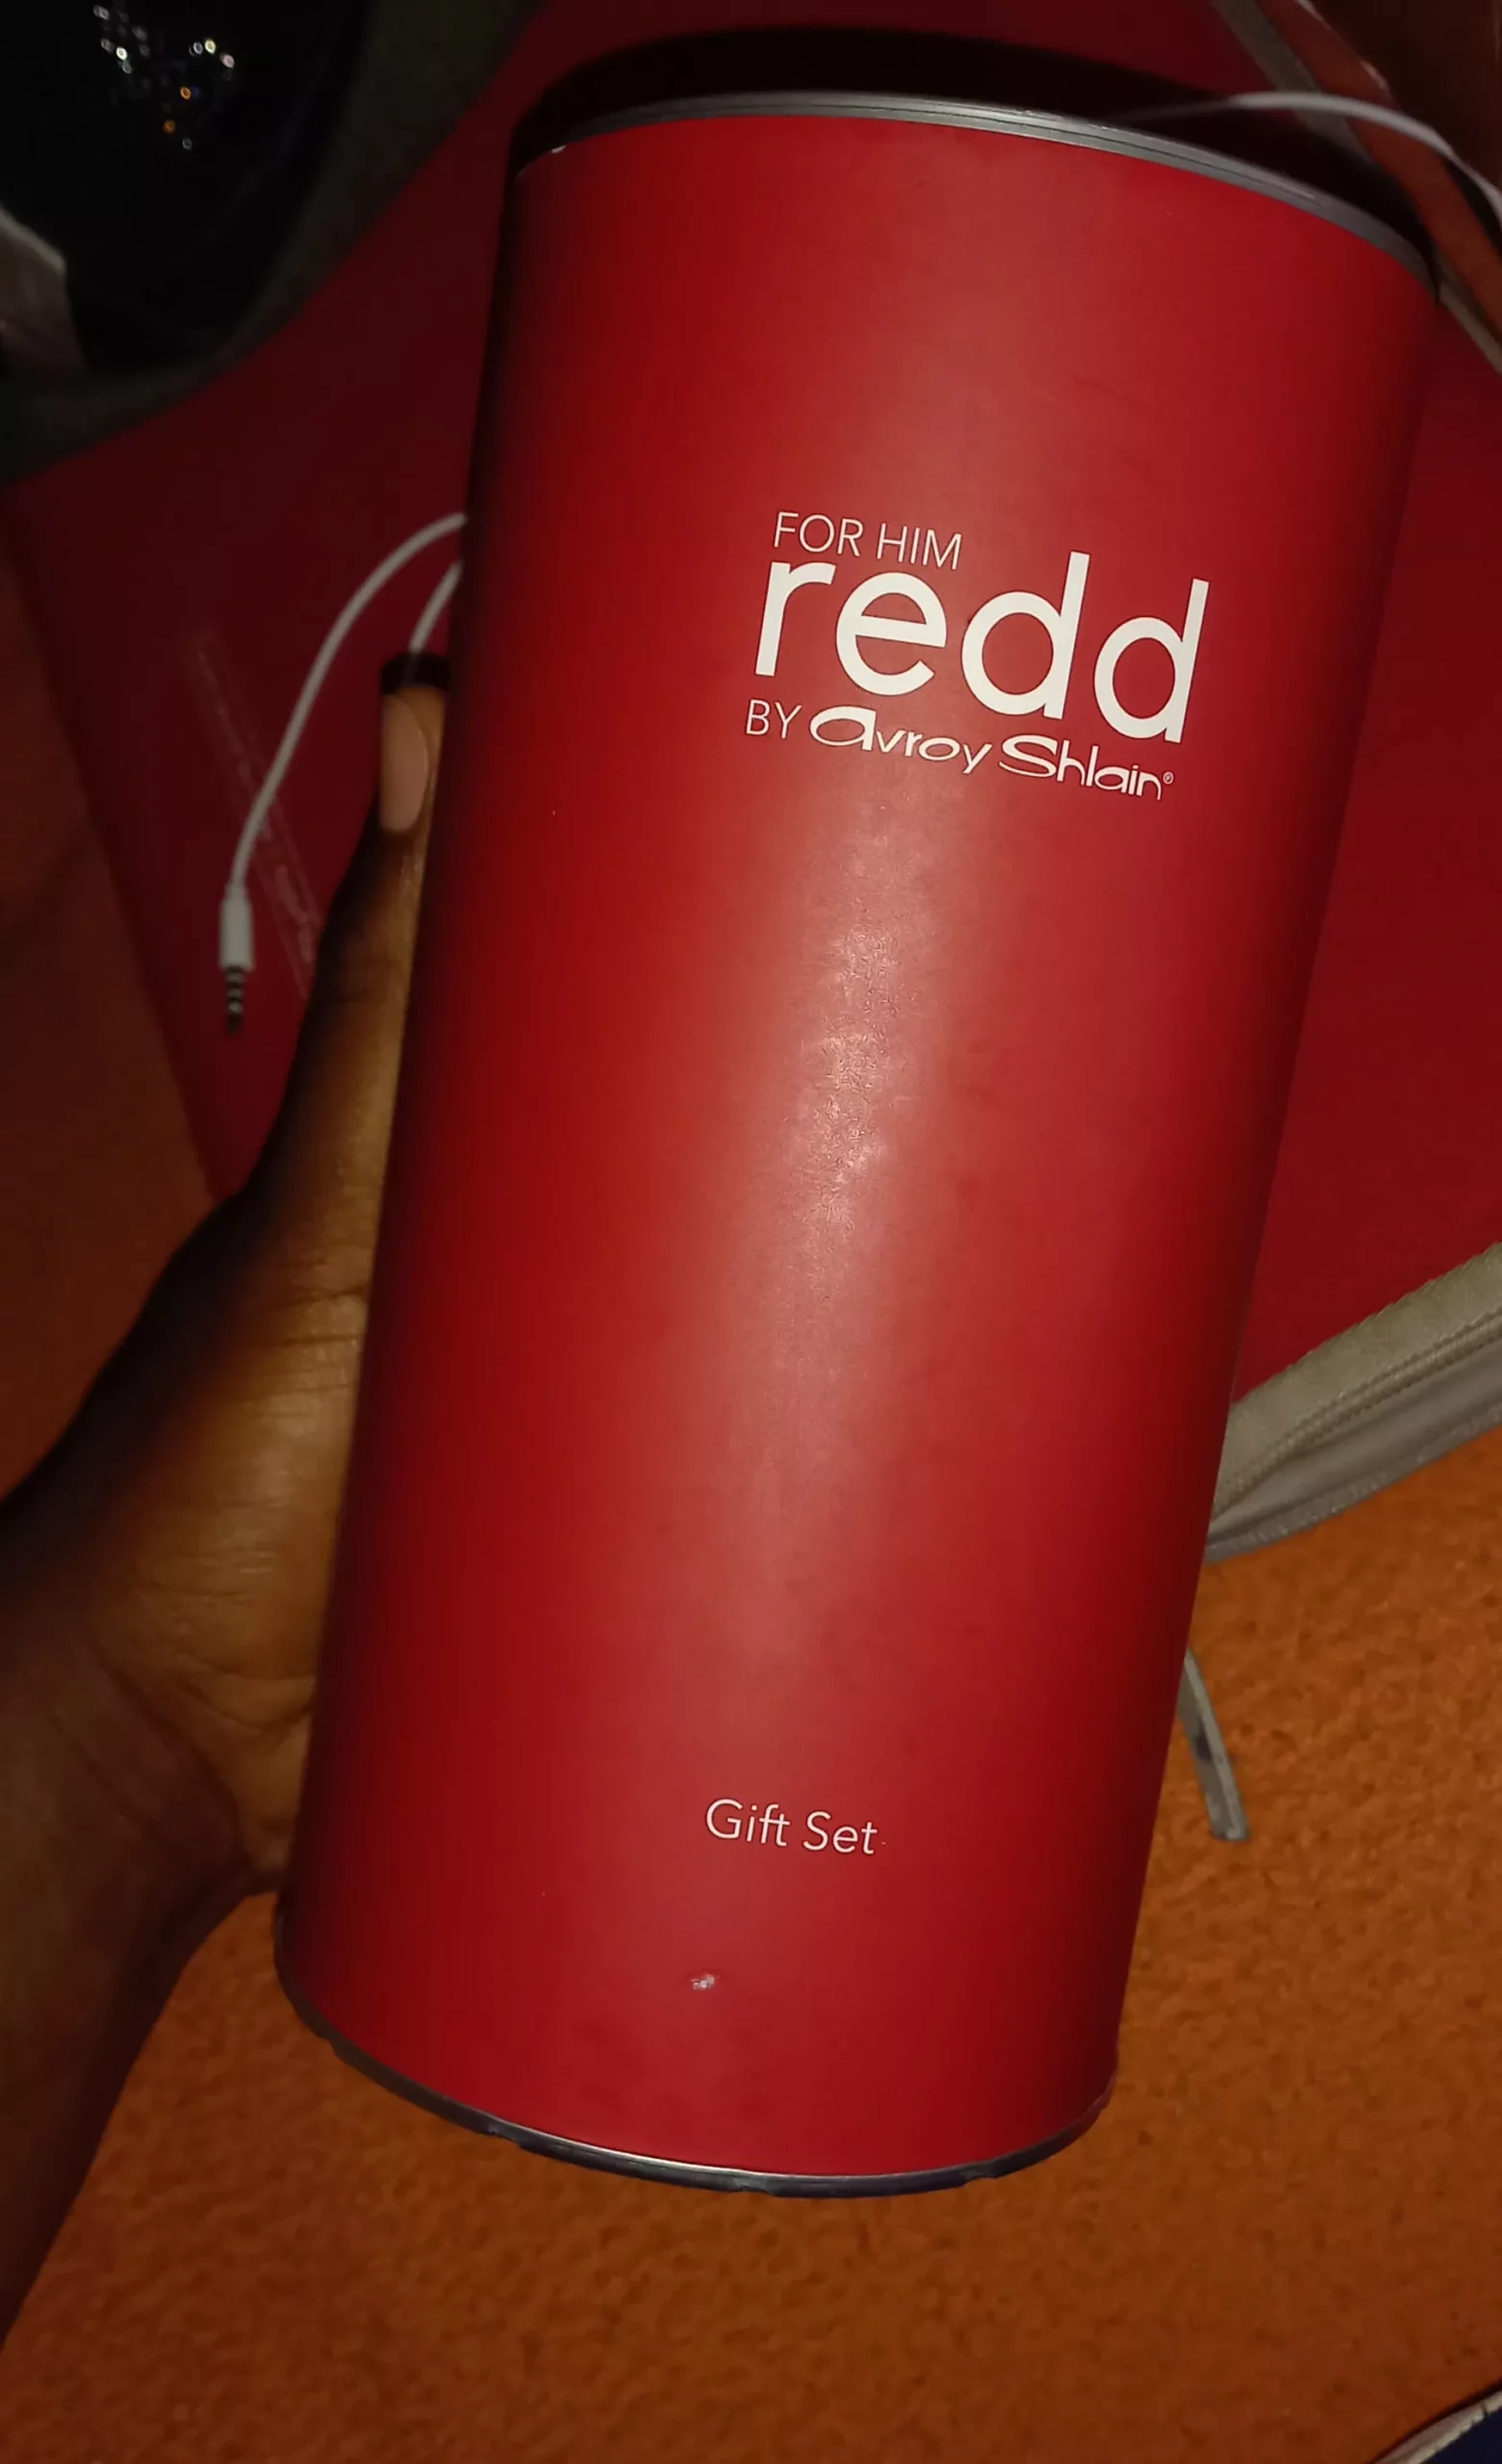 FOR HIM
redd
BY avroy Shlain®
Gift Set